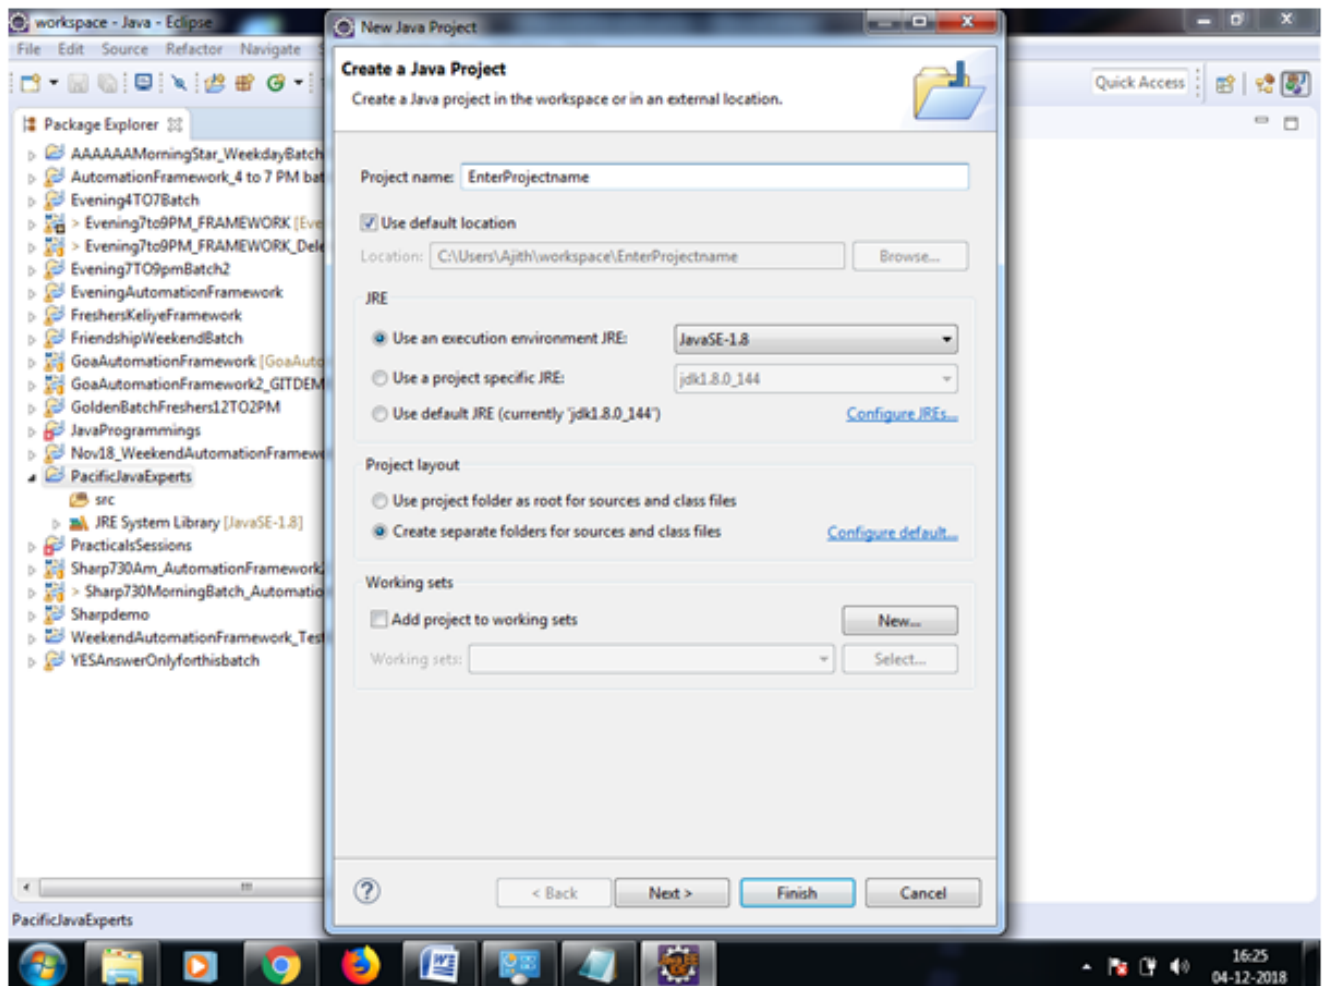 workspace - Java - Eclipse
File Edit Source Refactor Navigate
Quick Access
Package Explorer
AAAAAAMorningStar_WeekdayBatch
AutomationFramework_4 to 7 PM bat
Evening4TO7Batch
> Evening7to9PM_FRAMEWORK [Eve
> Evening7to9PM_FRAMEWORK_Dele
Evening7TO9pmBatch2
EveningAutomationFramework
FreshersKeliyeFramework
FriendshipWeekendBatch
GoaAutomationFramework [GoaAuto
GoaAutomationFramework2_GITDEM
GoldenBatchFreshers12TO2PM
JavaProgrammings
Nov18_WeekendAutomationFramew
PacificJavaExperts
src
JRE System Library [JavaSE-1.8]
PracticalsSessions
Sharp730Am_AutomationFramework
> Sharp730MorningBatch_Automatio
Sharpdemo
WeekendAutomationFramework_Test
YESAnswerOnlyforthisbatch
PacificJavaExperts
New Java Project
Create a Java Project
Create a Java project in the workspace or in an external location.
Project name: EnterProjectname
Use default location
Location: C:\Users\Ajith\workspace\EnterProjectname Browse...
JRE
Use an execution environment JRE: JavaSE-1.8
Use a project specific JRE: jdk1.8.0_144
Use default JRE (currently 'jdk1.8.0_144') Configure JREs...
Project layout
Use project folder as root for sources and class files
Create separate folders for sources and class files Configure default...
Working sets
Add project to working sets New...
Working sets: Select...
? < Back Next > Finish Cancel
16:25
04-12-2018